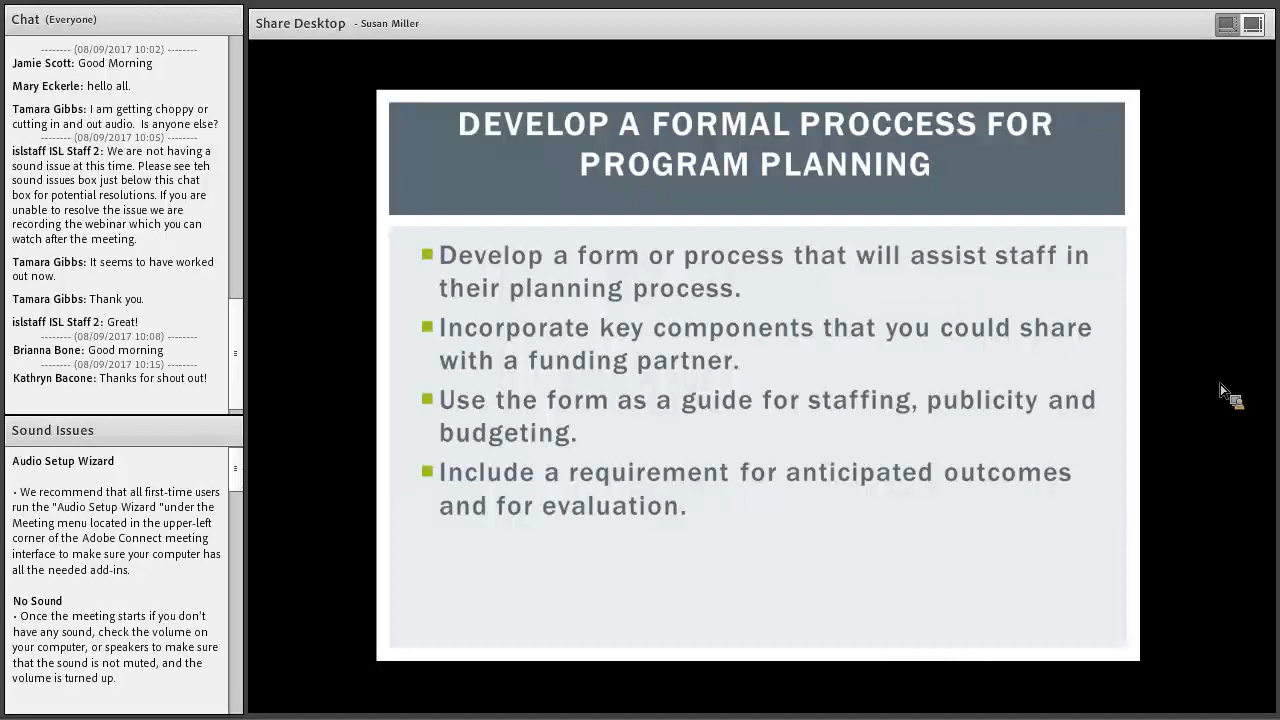 Chat (Everyone)
-------- (08/09/2017 10:02) --------
Jamie Scott: Good Morning
Mary Eckerle: hello all.
Tamara Gibbs: I am getting choppy or
cutting in and out audio. Is anyone else?
-------- (08/09/2017 10:05) --------
islstaff ISL Staff 2: We are not having a
sound issue at this time. Please see teh
sound issues box just below this chat
box for potential resolutions. If you are
unable to resolve the issue we are
recording the webinar which you can
watch after the meeting.
Tamara Gibbs: It seems to have worked
out now.
Tamara Gibbs: Thank you.
islstaff ISL Staff 2: Great!
-------- (08/09/2017 10:08) --------
Brianna Bone: Good morning
-------- (08/09/2017 10:15) --------
Kathryn Bacone: Thanks for shout out!
Sound Issues
Audio Setup Wizard
• We recommend that all first-time users
run the "Audio Setup Wizard "under the
Meeting menu located in the upper-left
corner of the Adobe Connect meeting
interface to make sure your computer has
all the needed add-ins.
No Sound
• Once the meeting starts if you don't
have any sound, check the volume on
your computer, or speakers to make sure
that the sound is not muted, and the
volume is turned up.
Share Desktop - Susan Miller
DEVELOP A FORMAL PROCCESS FOR
PROGRAM PLANNING
Develop a form or process that will assist staff in
their planning process.
Incorporate key components that you could share
with a funding partner.
Use the form as a guide for staffing, publicity and
budgeting.
Include a requirement for anticipated outcomes
and for evaluation.